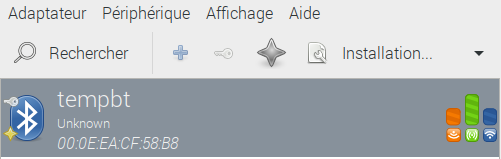 Adaptateur Périphérique Affichage Aide
Rechercher Installation...
tempbt
Unknown
00:0E:EA:CF:58:B8